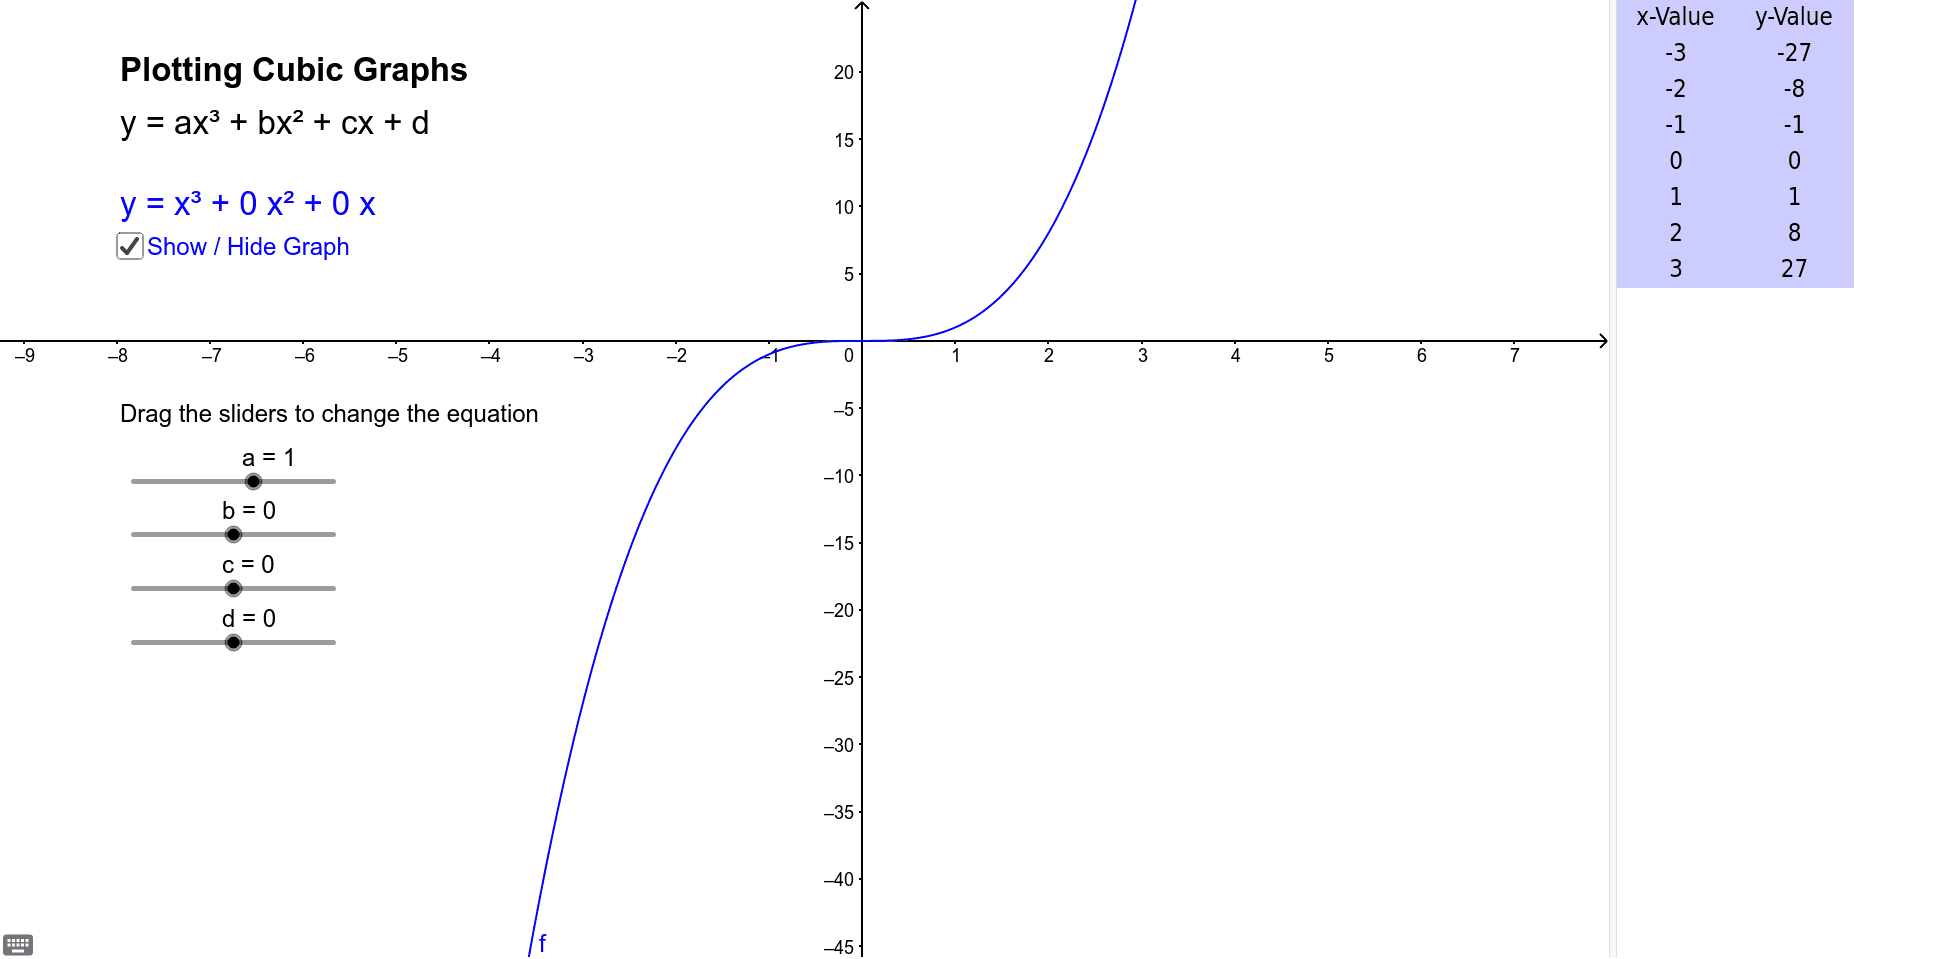 Plotting Cubic Graphs
y = ax³ + bx² + cx + d
y = x³ + 0 x² + 0 x
Show / Hide Graph
Drag the sliders to change the equation
a = 1
b = 0
c = 0
d = 0
20
15
10
5
–9 –8 –7 –6 –5 –4 –3 –2 –1 0 1 2 3 4 5 6 7
–5
–10
–15
–20
–25
–30
–35
–40
–45
f
x-Value y-Value
-3 -27
-2 -8
-1 -1
0 0
1 1
2 8
3 27